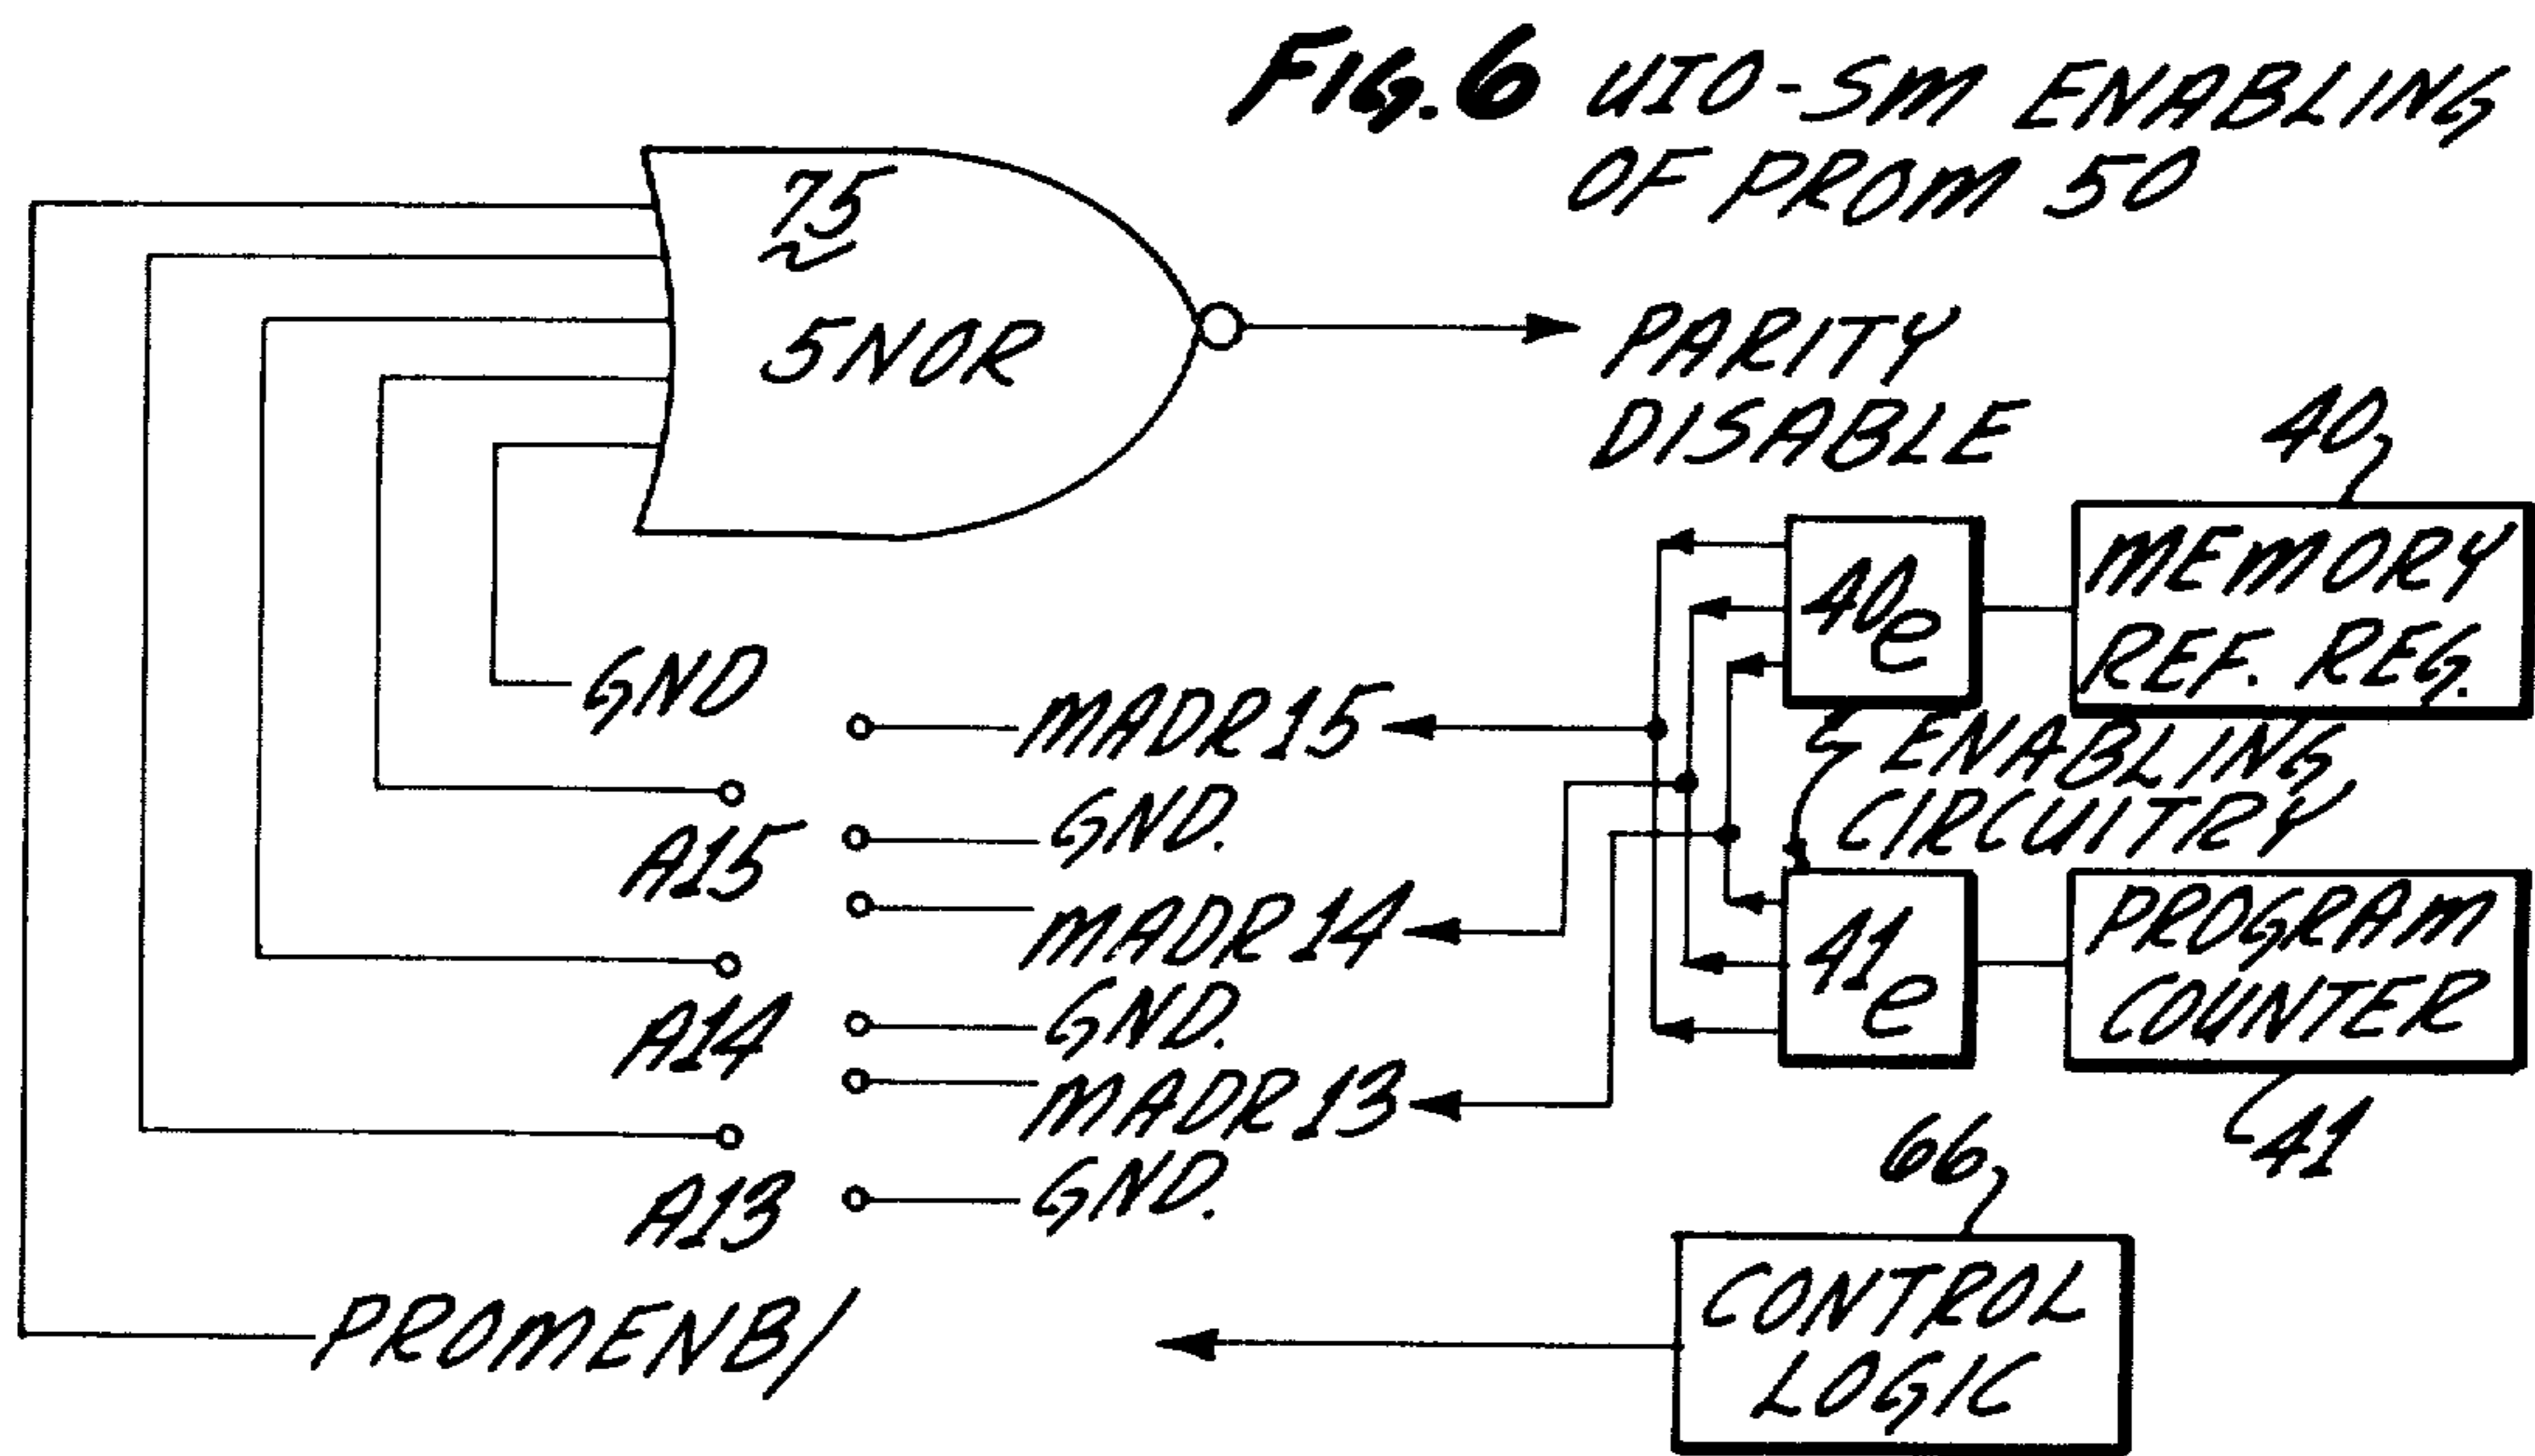 FIG. 6 UIO-SM ENABLING
OF PROM 50
75
5NOR
PARITY
DISABLE
40
40e
MEMORY
REF. REG.
GND
MADR15
ENABLING
CIRCUITRY
GND.
A15
MADR14
41e
PROGRAM
COUNTER
GND.
A14
MADR13
41
GND.
A13
66
PROMENB/
CONTROL
LOGIC